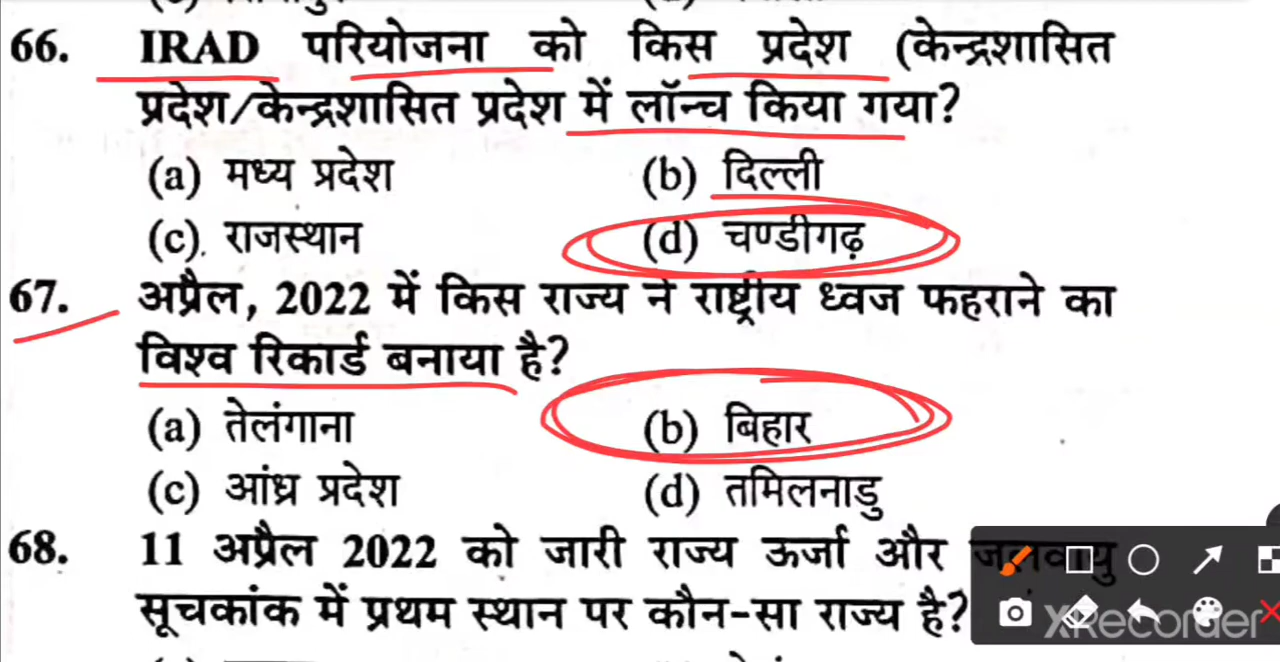 66. IRAD परियोजना को किस प्रदेश (केन्द्रशासित
प्रदेश/केन्द्रशासित प्रदेश में लॉन्च किया गया?
(a) मध्य प्रदेश (b) दिल्ली
(c) राजस्थान (d) चण्डीगढ़
67. अप्रैल, 2022 में किस राज्य ने राष्ट्रीय ध्वज फहराने का
विश्व रिकार्ड बनाया है?
(a) तेलंगाना (b) बिहार
(c) आंध्र प्रदेश (d) तमिलनाडु
68. 11 अप्रैल 2022 को जारी राज्य ऊर्जा और जलवायु
सूचकांक में प्रथम स्थान पर कौन-सा राज्य है?
XRecorder